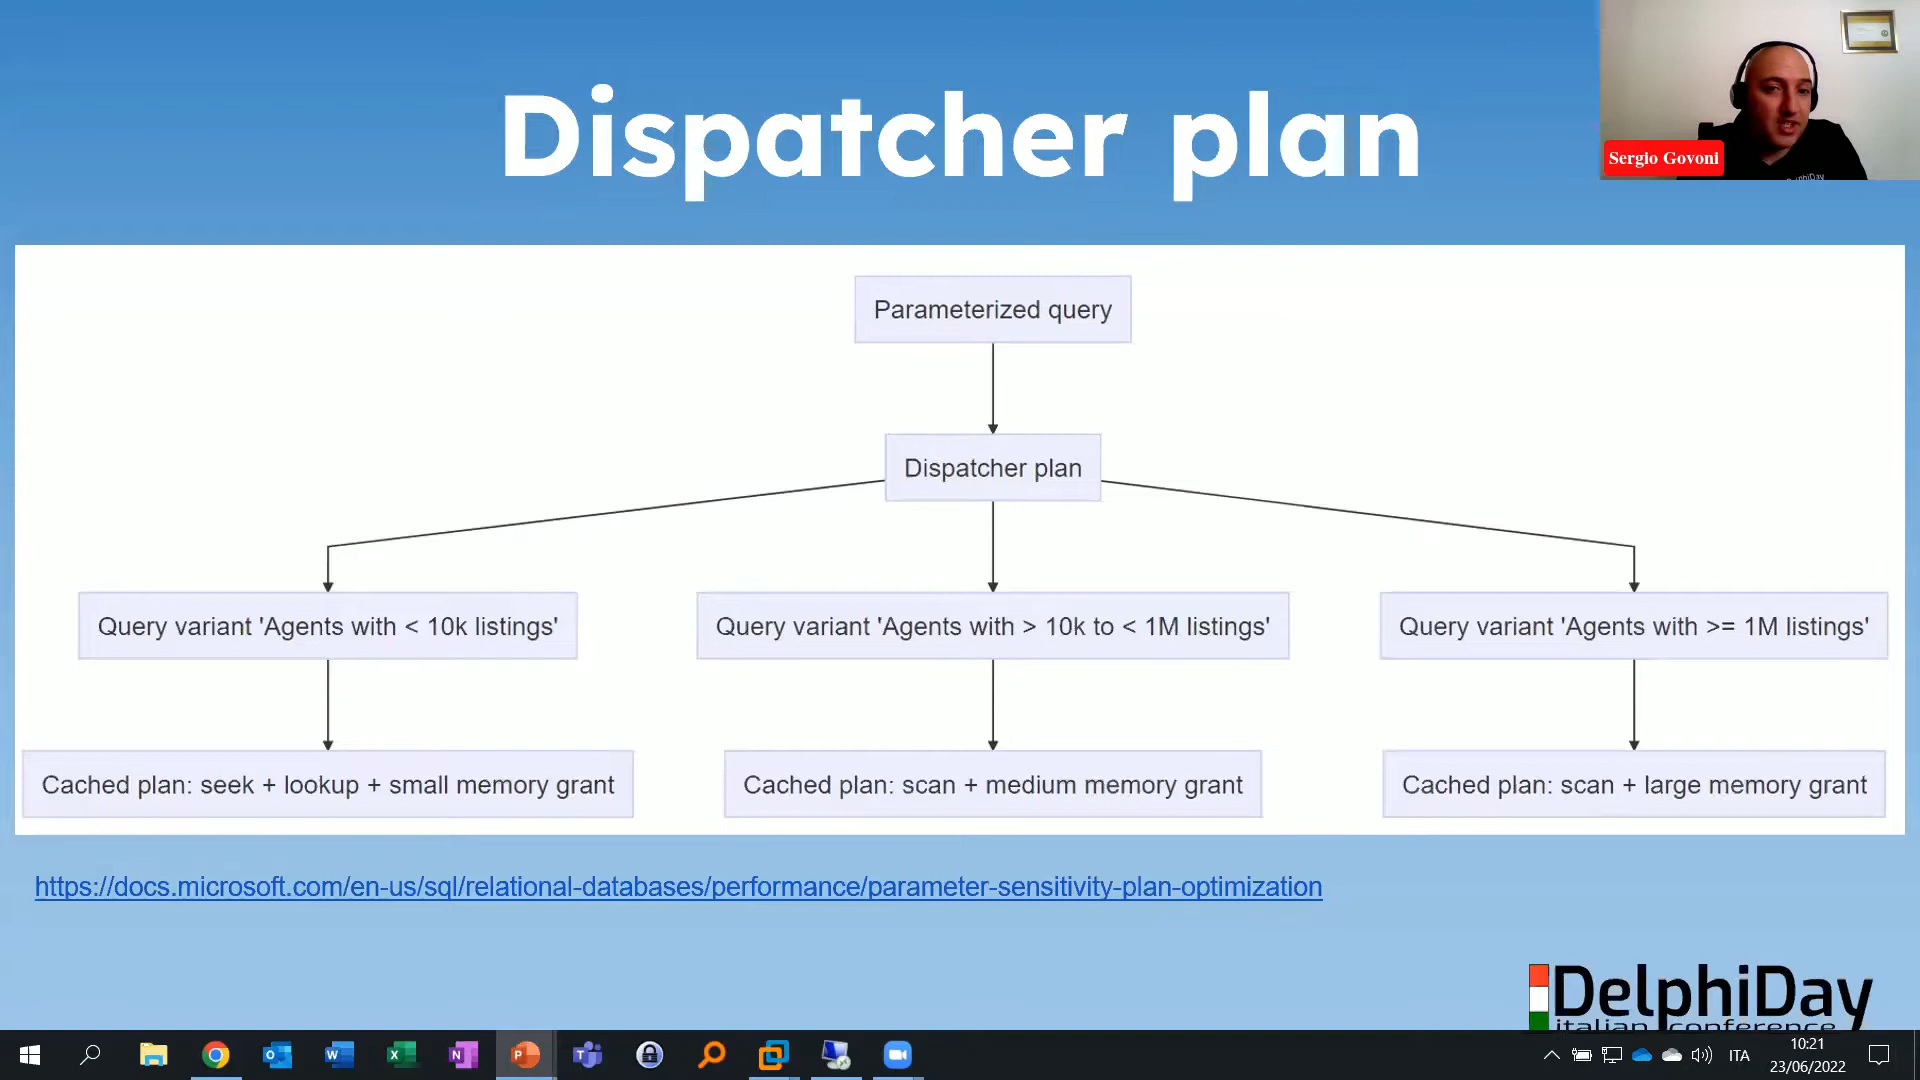 Dispatcher plan
Sergio Govoni
Parameterized query
Dispatcher plan
Query variant 'Agents with < 10k listings'
Query variant 'Agents with > 10k to < 1M listings'
Query variant 'Agents with >= 1M listings'
Cached plan: seek + lookup + small memory grant
Cached plan: scan + medium memory grant
Cached plan: scan + large memory grant
https://docs.microsoft.com/en-us/sql/relational-databases/performance/parameter-sensitivity-plan-optimization
DelphiDay
italian conference
ITA
10:21
23/06/2022